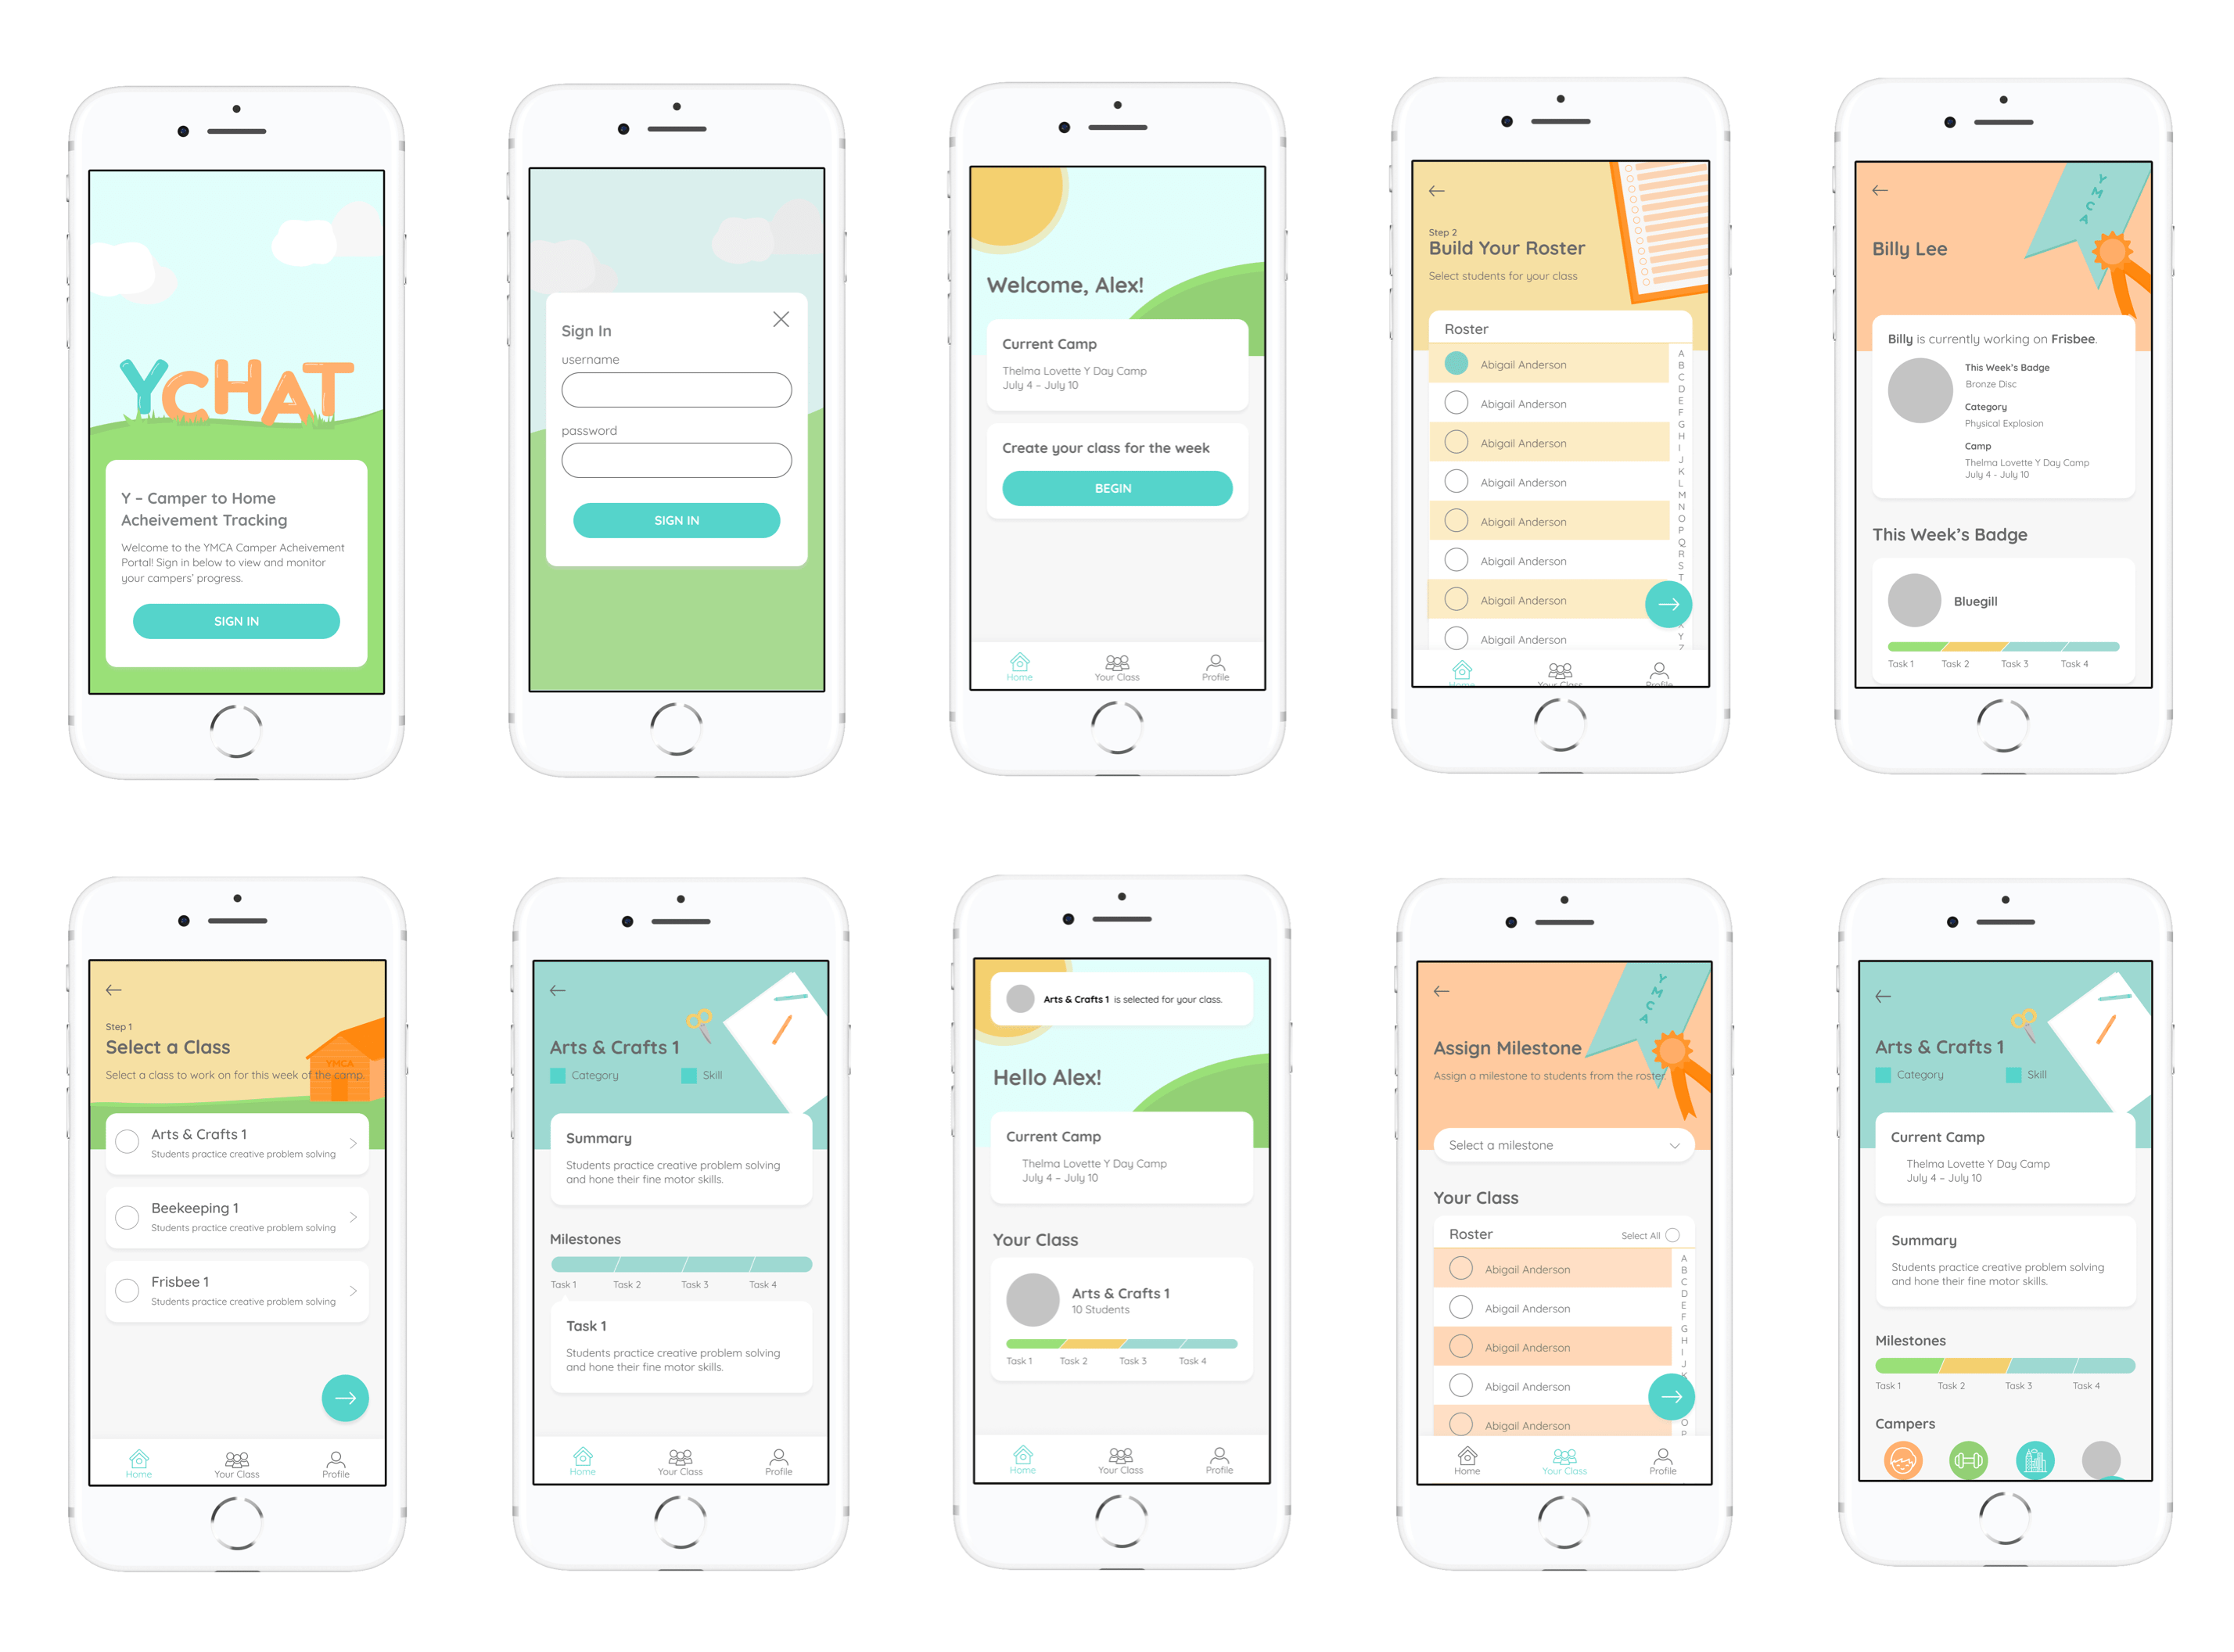 YCHAT
Y – Camper to Home
Acheivement Tracking
Welcome to the YMCA Camper Acheivement
Portal! Sign in below to view and monitor
your campers' progress.
SIGN IN
Sign In
username
password
SIGN IN
Welcome, Alex!
Current Camp
Thelma Lovette Y Day Camp
July 4 – July 10
Create your class for the week
BEGIN
Home
Your Class
Profile
Step 2
Build Your Roster
Select students for your class
Roster
Abigail Anderson
Abigail Anderson
Abigail Anderson
Abigail Anderson
Abigail Anderson
Abigail Anderson
Abigail Anderson
Abigail Anderson
A
B
C
D
E
F
G
H
I
J
K
L
M
N
O
P
Q
R
S
T
X
Y
Z
Home
Your Class
Profile
YMCA
Billy Lee
Billy is currently working on Frisbee.
This Week's Badge
Bronze Disc
Category
Physical Explosion
Camp
Thelma Lovette Y Day Camp
July 4 - July 10
This Week's Badge
Bluegill
Task 1
Task 2
Task 3
Task 4
Step 1
Select a Class
YMCA
Select a class to work on for this week of the camp.
Arts & Crafts 1
Students practice creative problem solving
Beekeeping 1
Students practice creative problem solving
Frisbee 1
Students practice creative problem solving
Home
Your Class
Profile
Arts & Crafts 1
Category
Skill
Summary
Students practice creative problem solving
and hone their fine motor skills.
Milestones
Task 1
Task 2
Task 3
Task 4
Task 1
Students practice creative problem solving
and hone their fine motor skills.
Home
Your Class
Profile
Arts & Crafts 1 is selected for your class.
Hello Alex!
Current Camp
Thelma Lovette Y Day Camp
July 4 – July 10
Your Class
Arts & Crafts 1
10 Students
Task 1
Task 2
Task 3
Task 4
Home
Your Class
Profile
YMCA
Assign Milestone
Assign a milestone to students from the roster.
Select a milestone
Your Class
Roster
Select All
Abigail Anderson
Abigail Anderson
Abigail Anderson
Abigail Anderson
Abigail Anderson
A
B
C
D
E
F
G
H
I
J
K
O
P
Home
Your Class
Profile
Arts & Crafts 1
Category
Skill
Current Camp
Thelma Lovette Y Day Camp
July 4 – July 10
Summary
Students practice creative problem solving
and hone their fine motor skills.
Milestones
Task 1
Task 2
Task 3
Task 4
Campers